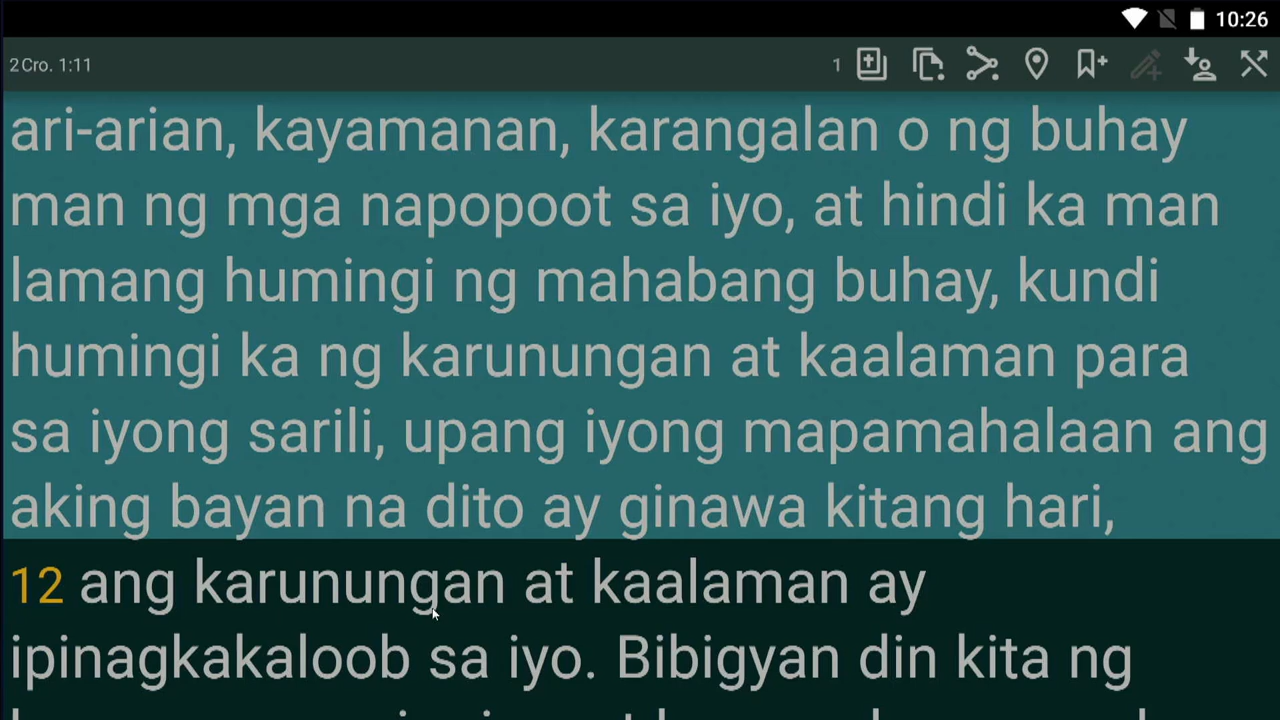 10:26
2 Cro. 1:11 1
ari-arian, kayamanan, karangalan o ng buhay
man ng mga napopoot sa iyo, at hindi ka man
lamang humingi ng mahabang buhay, kundi
humingi ka ng karunungan at kaalaman para
sa iyong sarili, upang iyong mapamahalaan ang
aking bayan na dito ay ginawa kitang hari,
12 ang karunungan at kaalaman ay
ipinagkakaloob sa iyo. Bibigyan din kita ng